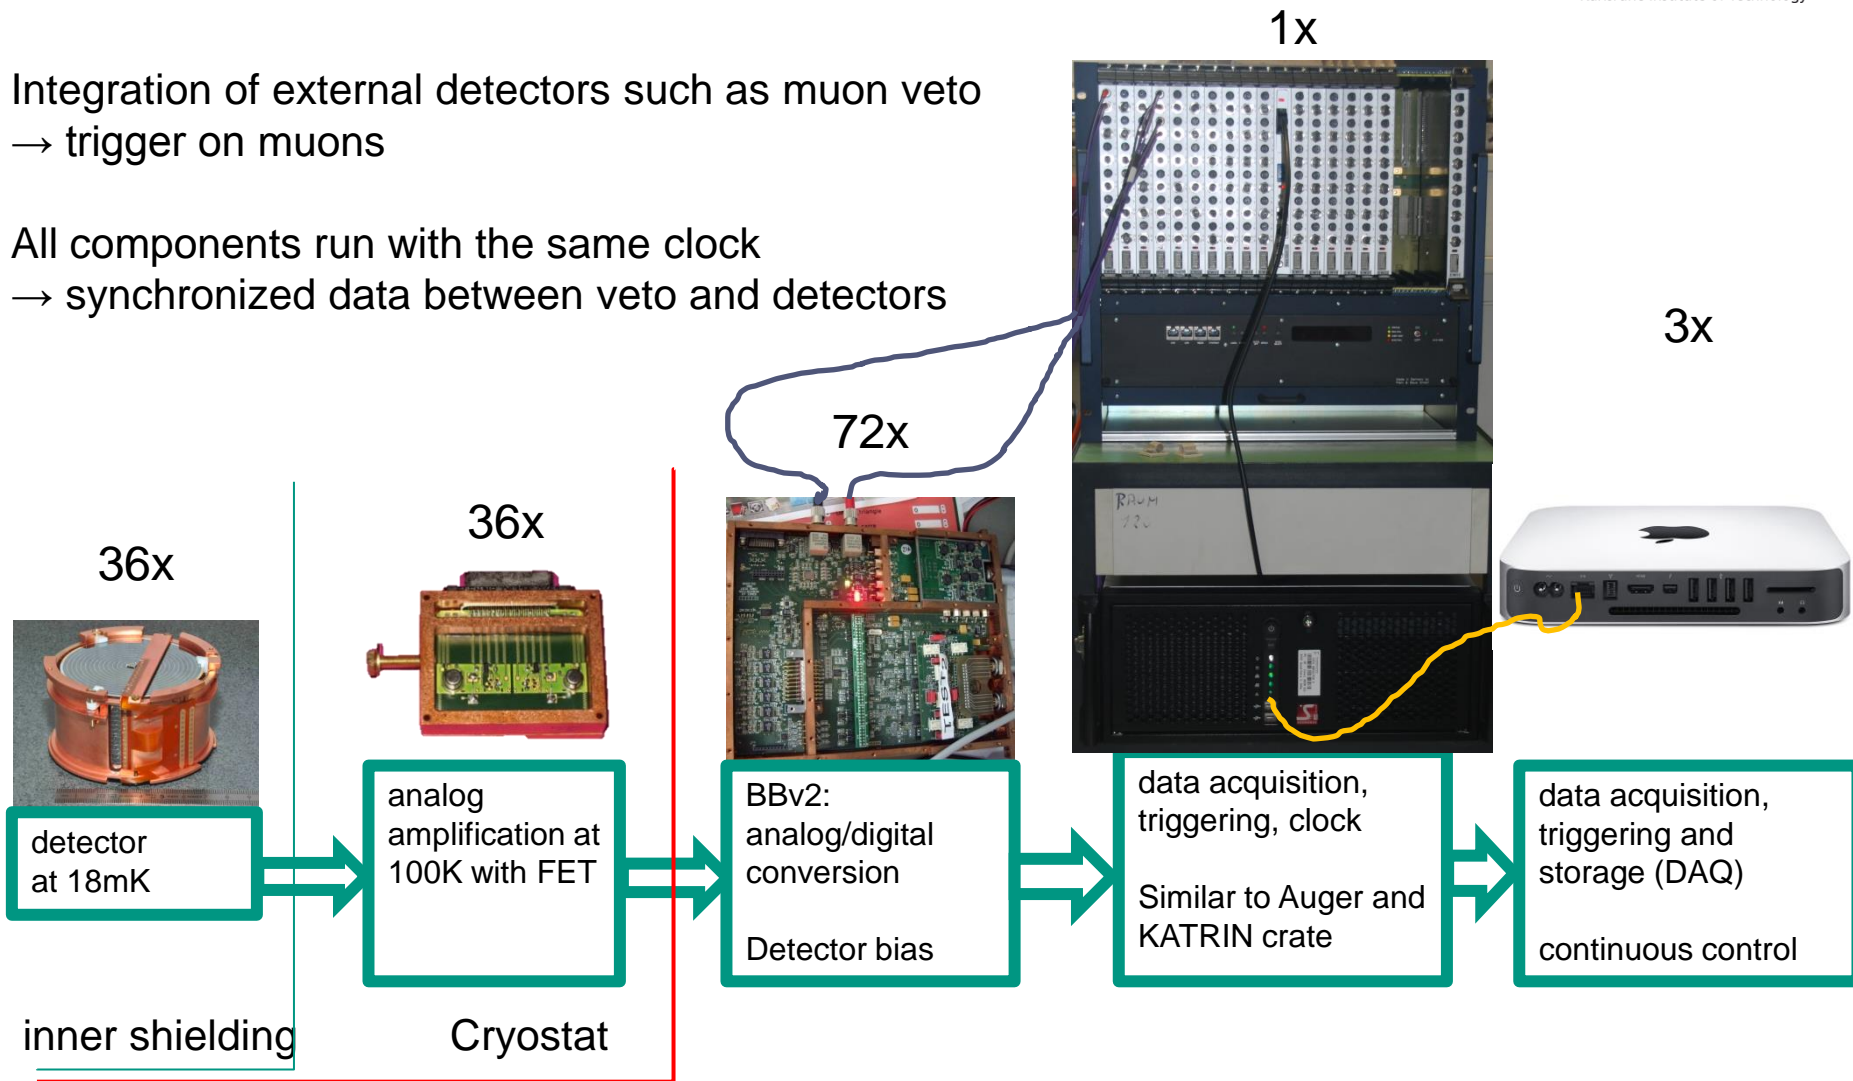 1x
Integration of external detectors such as muon veto
→ trigger on muons
All components run with the same clock
→ synchronized data between veto and detectors
3x
72x
36x
36x
RAUM
TEST2
detector
at 18mK
analog
amplification at
100K with FET
BBv2:
analog/digital
conversion
Detector bias
data acquisition,
triggering, clock
Similar to Auger and
KATRIN crate
data acquisition,
triggering and
storage (DAQ)
continuous control
inner shielding
Cryostat